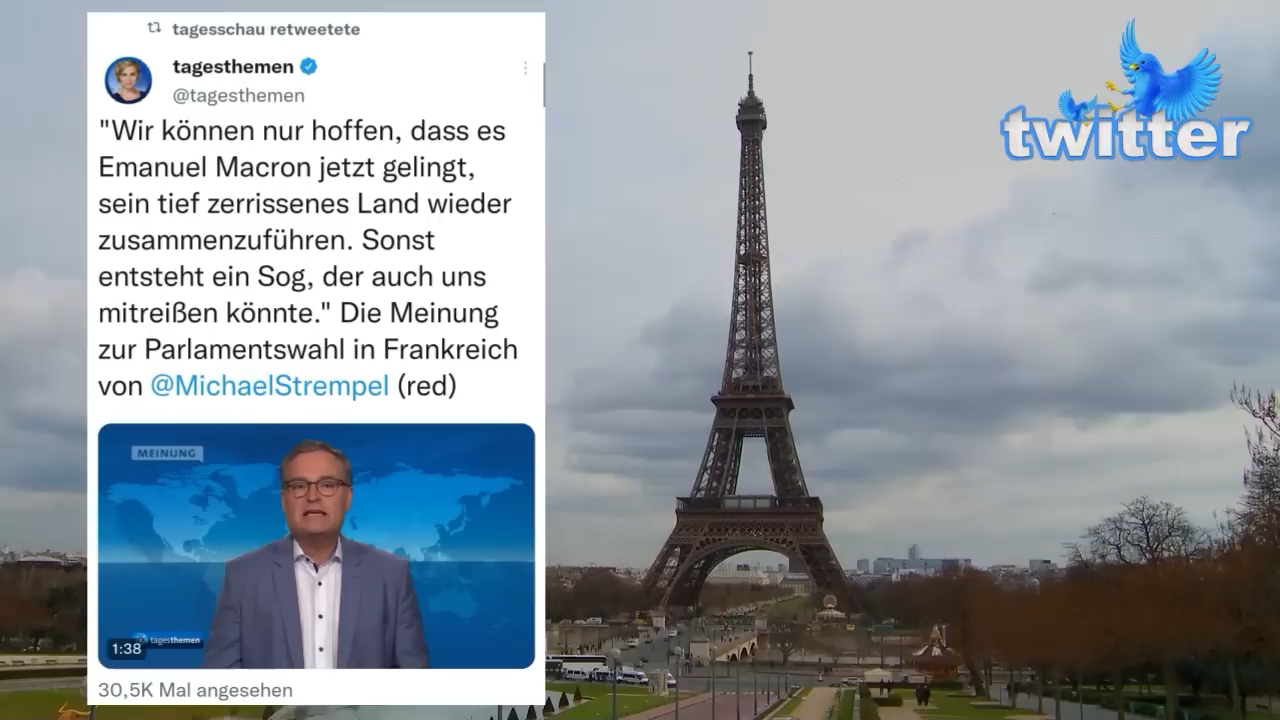 tagesschau retweetete
tagesthemen
@tagesthemen
"Wir können nur hoffen, dass es
Emanuel Macron jetzt gelingt,
sein tief zerrissenes Land wieder
zusammenzuführen. Sonst
entsteht ein Sog, der auch uns
mitreißen könnte." Die Meinung
zur Parlamentswahl in Frankreich
von @MichaelStrempel (red)
MEINUNG
tagesthemen
1:38
30,5K Mal angesehen
twitter